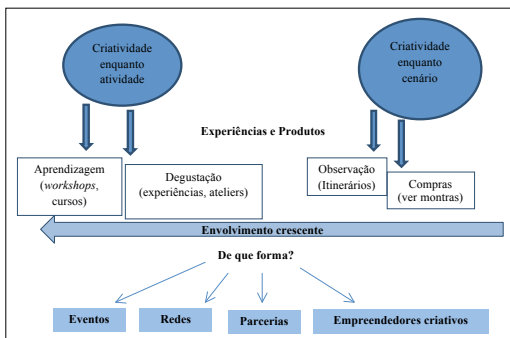 Criatividade
enquanto
atividade
Criatividade
enquanto
cenário
Experiências e Produtos
Aprendizagem
(workshops,
cursos)
Degustação
(experiências, ateliers)
Observação
(Itinerários)
Compras
(ver montras)
Envolvimento crescente
De que forma?
Eventos
Redes
Parcerias
Empreendedores criativos